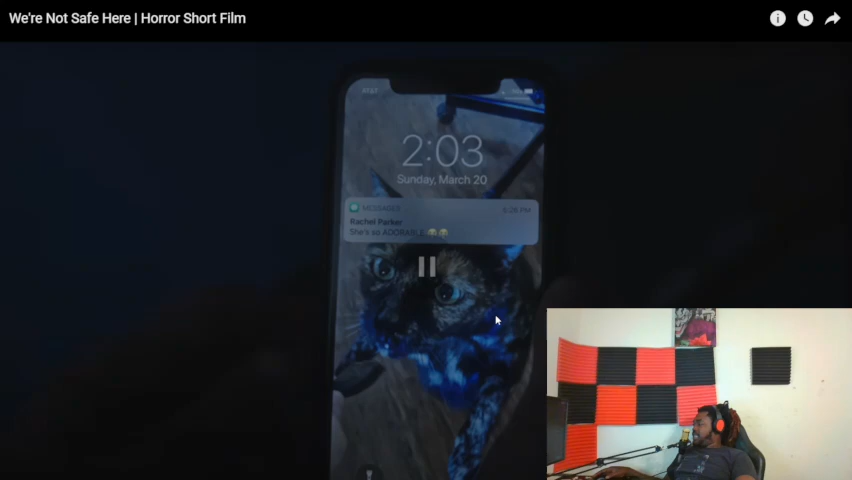 We're Not Safe Here | Horror Short Film
AT&T
2:03
Sunday, March 20
MESSAGES
Rachel Parker
She's so ADORABLE 😂😂